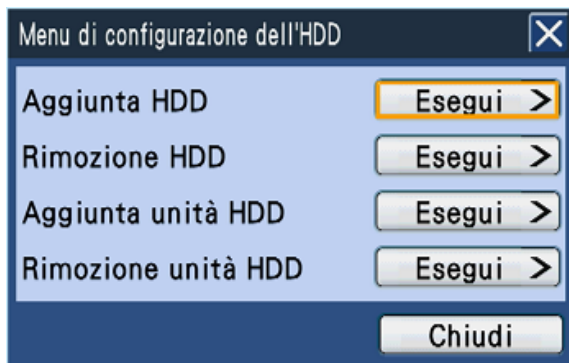 Menu di configurazione dell'HDD
Aggiunta HDD Esegui >
Rimozione HDD Esegui >
Aggiunta unità HDD Esegui >
Rimozione unità HDD Esegui >
Chiudi